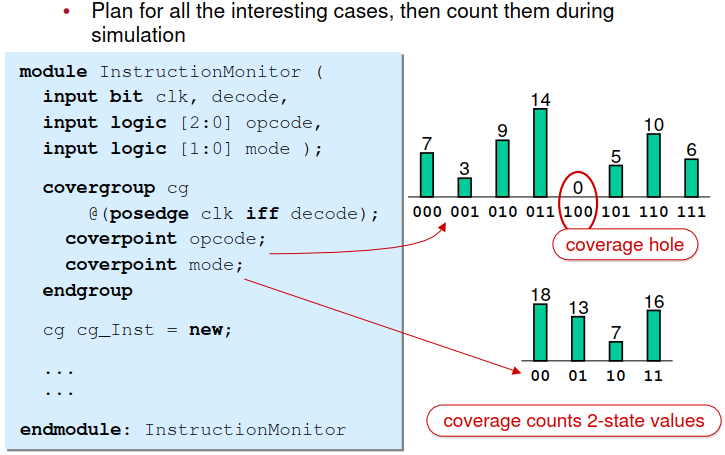 • Plan for all the interesting cases, then count them during
simulation
module InstructionMonitor (
input bit clk, decode,
input logic [2:0] opcode,
input logic [1:0] mode );
covergroup cg
@(posedge clk iff decode);
coverpoint opcode;
coverpoint mode;
endgroup
cg cg_Inst = new;
...
...
endmodule: InstructionMonitor
7 3 9 14 0 5 10 6
000 001 010 011 100 101 110 111
coverage hole
18 13 7 16
00 01 10 11
coverage counts 2-state values